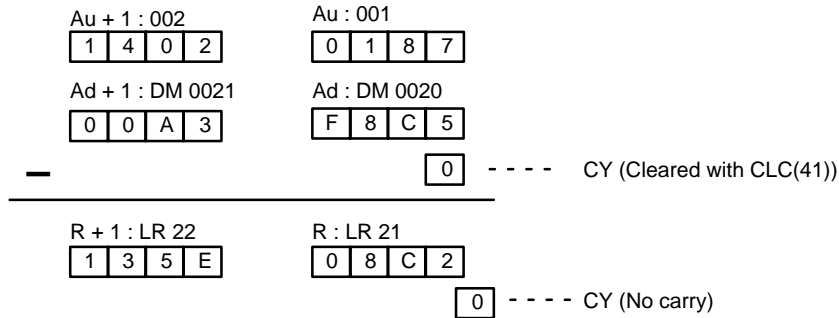 Au + 1 : 002 Au : 001
1 4 0 2 0 1 8 7
Ad + 1 : DM 0021 Ad : DM 0020
0 0 A 3 F 8 C 5
– 0 - - - - CY (Cleared with CLC(41))
R + 1 : LR 22 R : LR 21
1 3 5 E 0 8 C 2
0 - - - - CY (No carry)